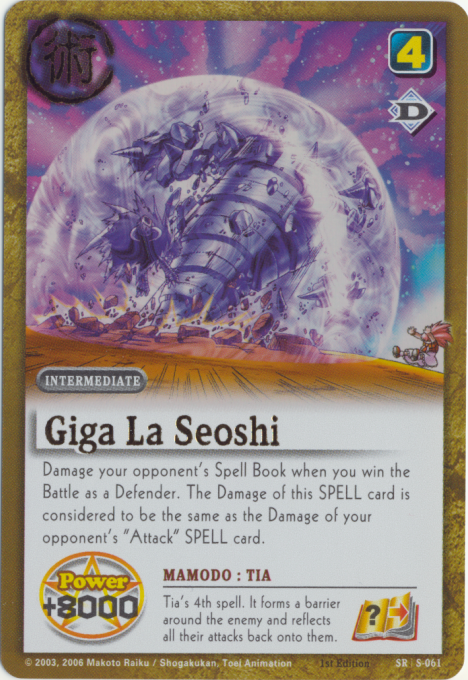 術
4
D
INTERMEDIATE
Giga La Seoshi
Damage your opponent's Spell Book when you win the
Battle as a Defender. The Damage of this SPELL card is
considered to be the same as the Damage of your
opponent's "Attack" SPELL card.
Power
+8000
MAMODO : TIA
Tia's 4th spell. It forms a barrier
around the enemy and reflects
all their attacks back onto them.
?
© 2003, 2006 Makoto Raiku / Shogakukan, Toei Animation 1st Edition SR S-061